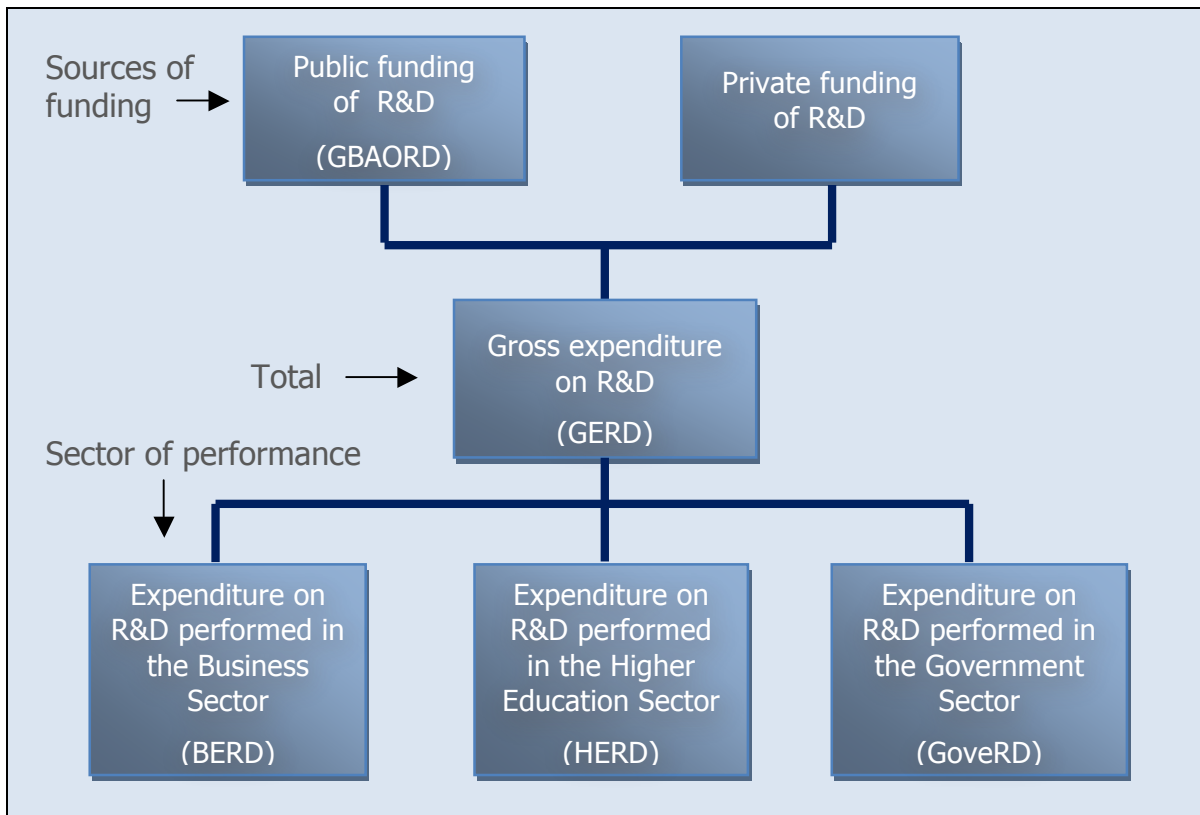 Sources of
funding
Public funding
of R&D
(GBAORD)
Private funding
of R&D
Total
Gross expenditure
on R&D
(GERD)
Sector of performance
Expenditure on
R&D performed in
the Business
Sector
(BERD)
Expenditure on
R&D performed
in the Higher
Education Sector
(HERD)
Expenditure on
R&D performed in
the Government
Sector
(GoveRD)